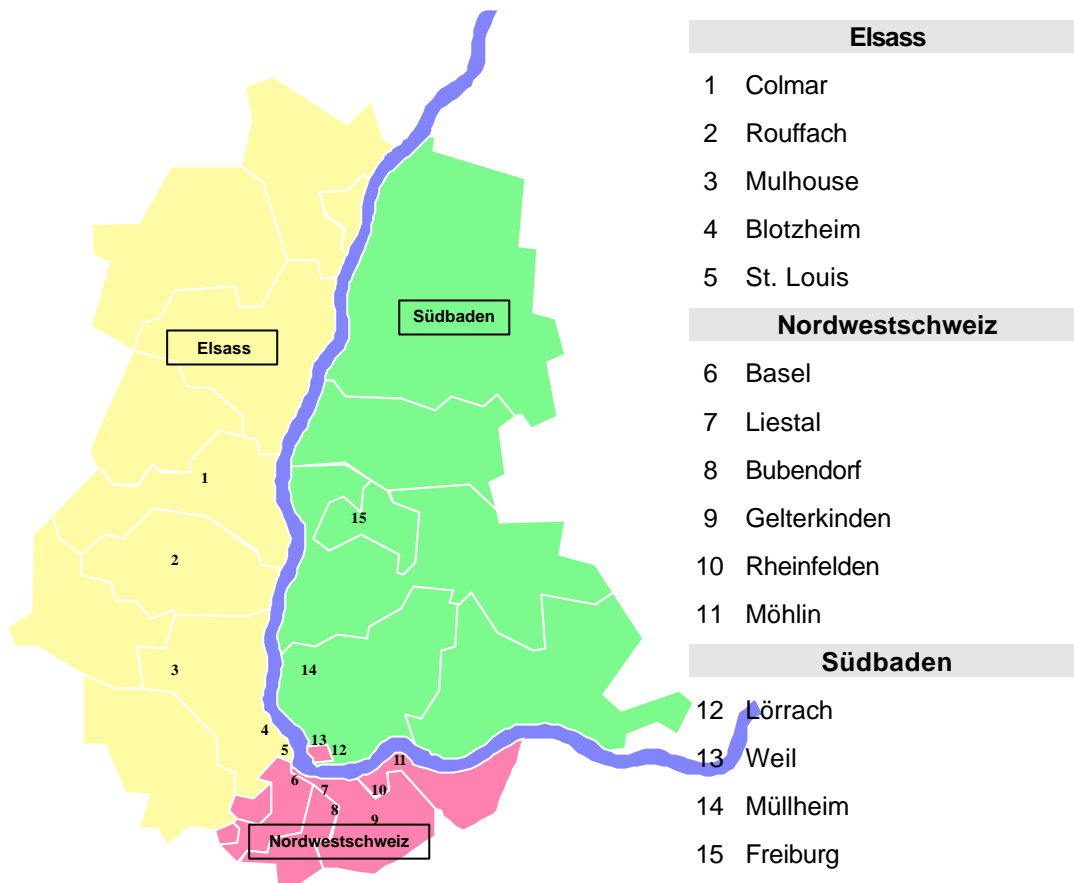 Elsass
1 Colmar
2 Rouffach
3 Mulhouse
4 Blotzheim
5 St. Louis
Nordwestschweiz
6 Basel
7 Liestal
8 Bubendorf
9 Gelterkinden
10 Rheinfelden
11 Möhlin
Südbaden
12 Lörrach
13 Weil
14 Müllheim
15 Freiburg
Südbaden
Elsass
1
15
2
14
3
4
13
12
5
11
6
7
10
8
9
Nordwestschweiz